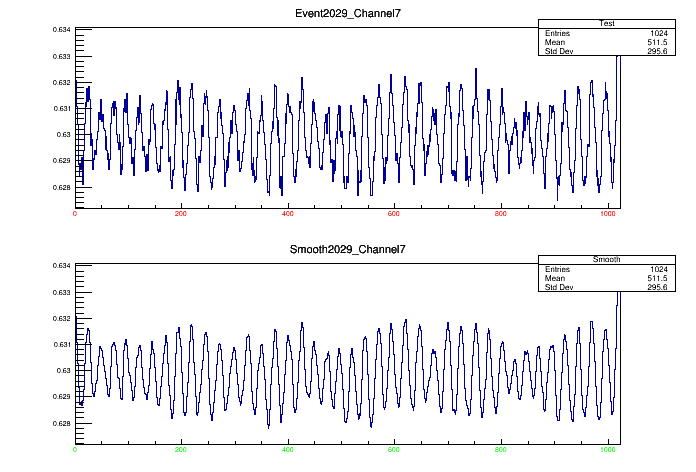 Event2029_Channel7
Test
Entries 1024
Mean 511.5
Std Dev 295.6
0.634
0.633
0.632
0.631
0.63
0.629
0.628
0 200 400 600 800 1000
Smooth2029_Channel7
Smooth
Entries 1024
Mean 511.5
Std Dev 295.6
0.634
0.633
0.632
0.631
0.63
0.629
0.628
0 200 400 600 800 1000